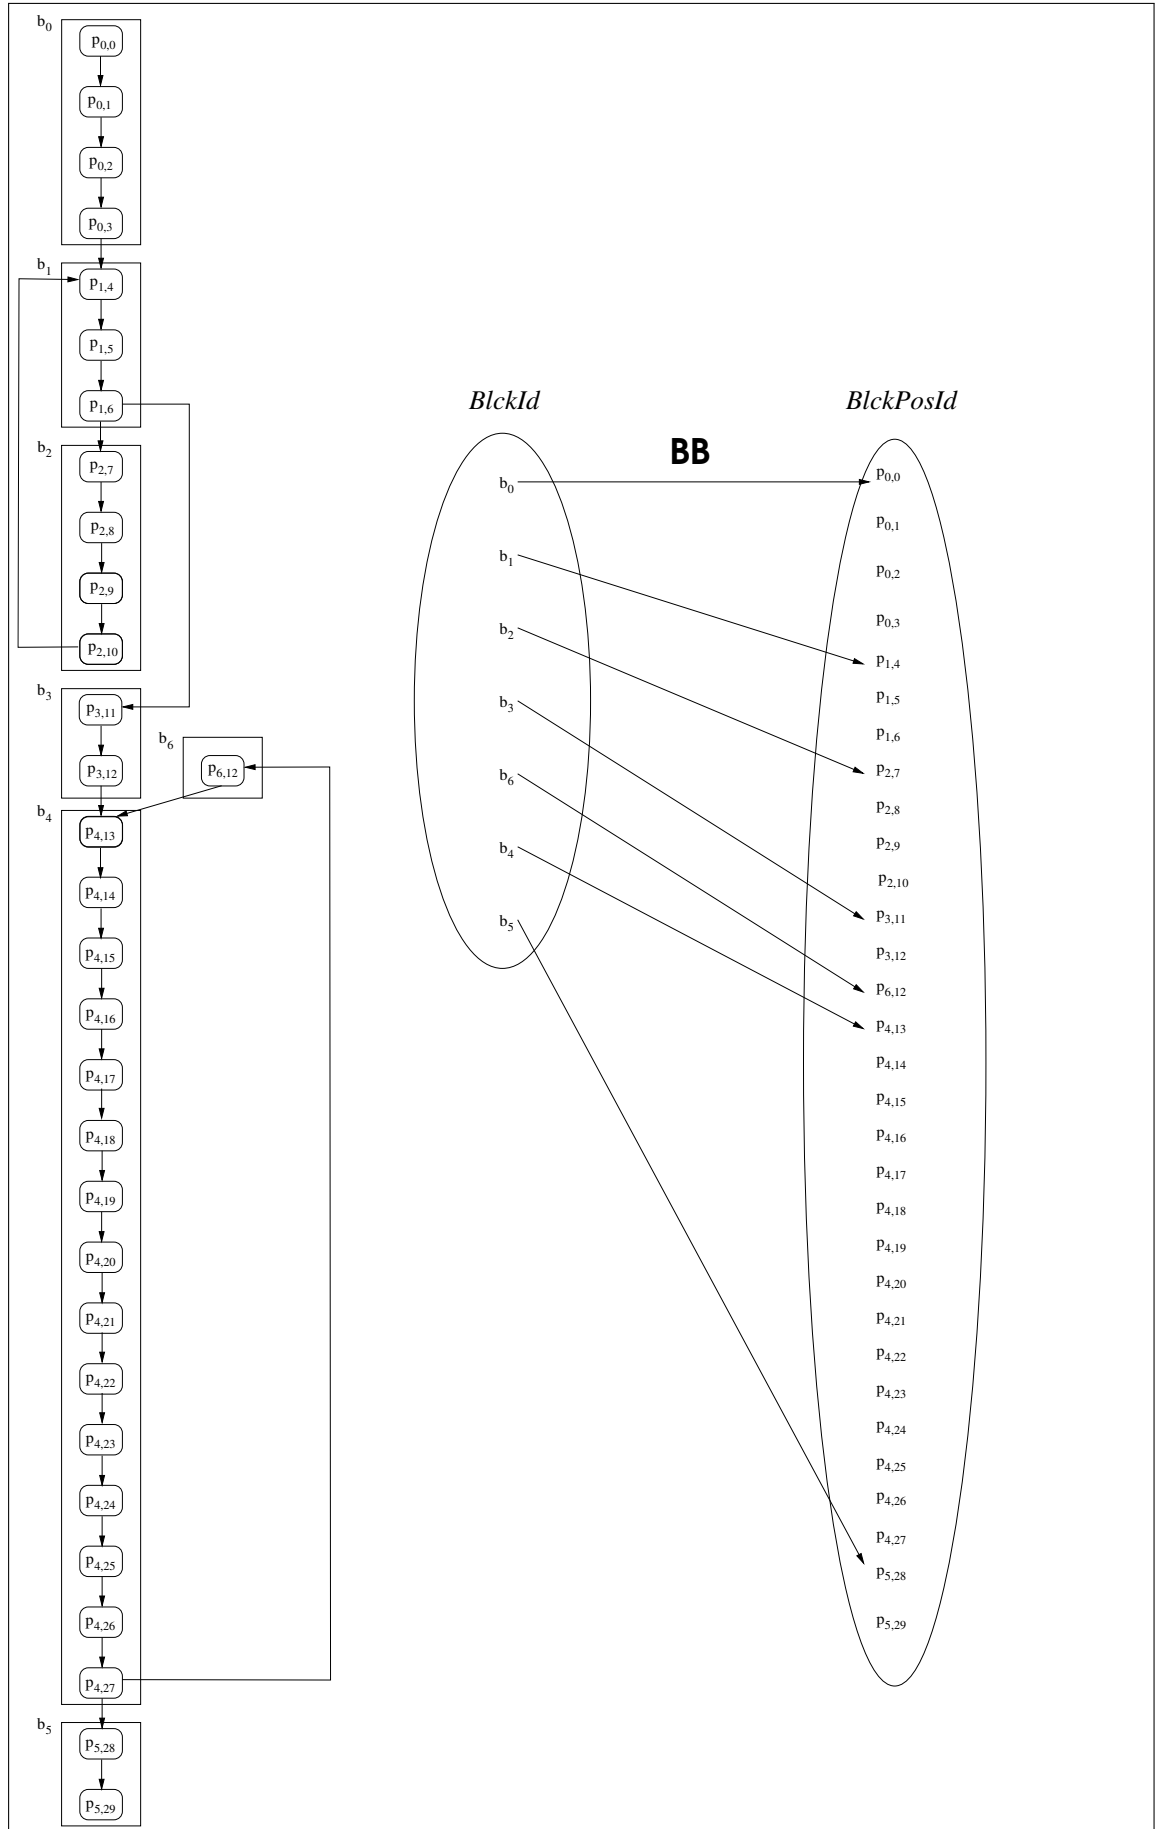 b0
p0,0
p0,1
p0,2
p0,3
b1
p1,4
p1,5
p1,6
b2
p2,7
p2,8
p2,9
p2,10
b3
p3,11
p3,12
b6
p6,12
b4
p4,13
p4,14
p4,15
p4,16
p4,17
p4,18
p4,19
p4,20
p4,21
p4,22
p4,23
p4,24
p4,25
p4,26
p4,27
b5
p5,28
p5,29
BlckId
b0
b1
b2
b3
b6
b4
b5
BB
BlckPosId
p0,0
p0,1
p0,2
p0,3
p1,4
p1,5
p1,6
p2,7
p2,8
p2,9
p2,10
p3,11
p3,12
p6,12
p4,13
p4,14
p4,15
p4,16
p4,17
p4,18
p4,19
p4,20
p4,21
p4,22
p4,23
p4,24
p4,25
p4,26
p4,27
p5,28
p5,29